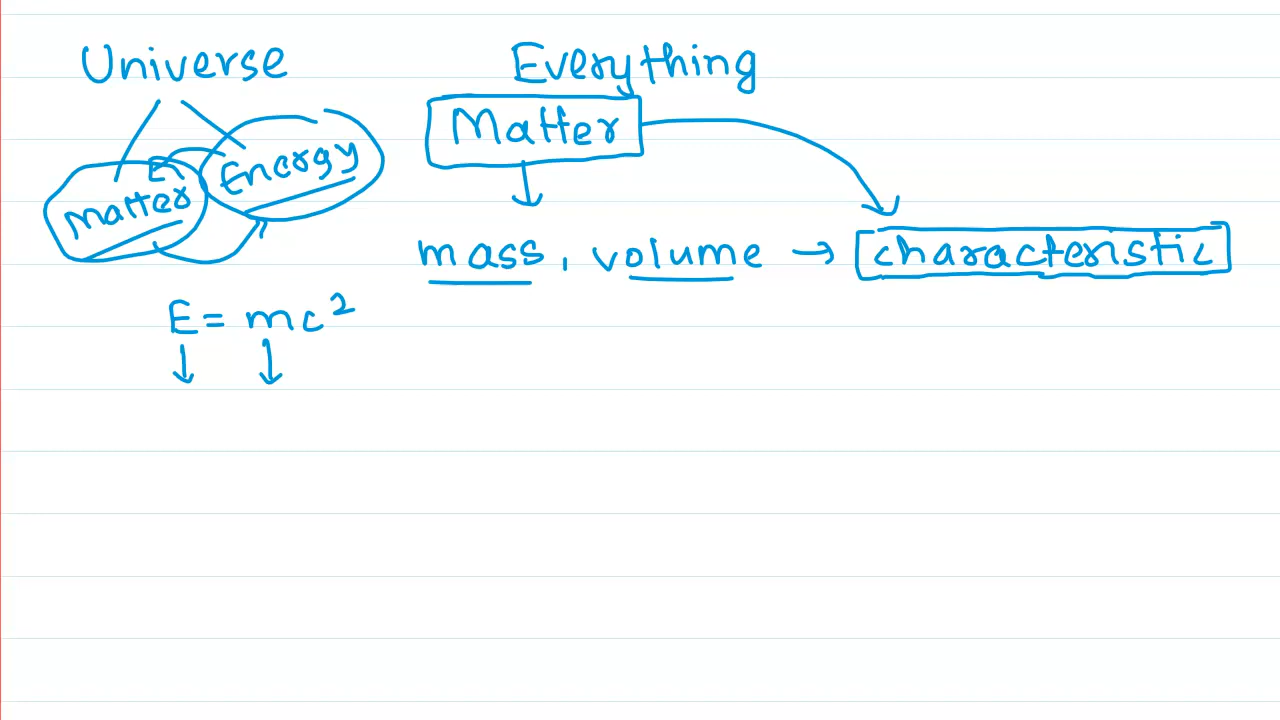 Universe Everything
Matter
Energy
Matter
mass, volume → characteristic
E = mc²